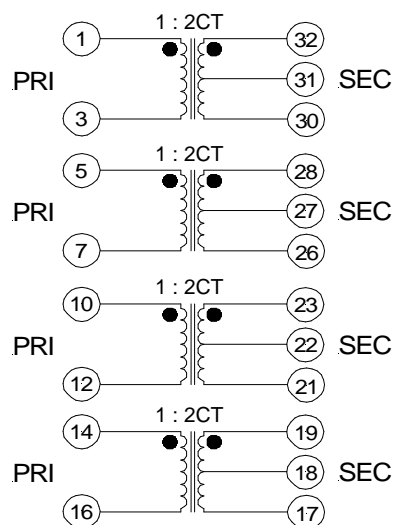 1 : 2CT
1 32
PRI 31 SEC
3 30
1 : 2CT
5 28
PRI 27 SEC
7 26
1 : 2CT
10 23
PRI 22 SEC
12 21
1 : 2CT
14 19
PRI 18 SEC
16 17